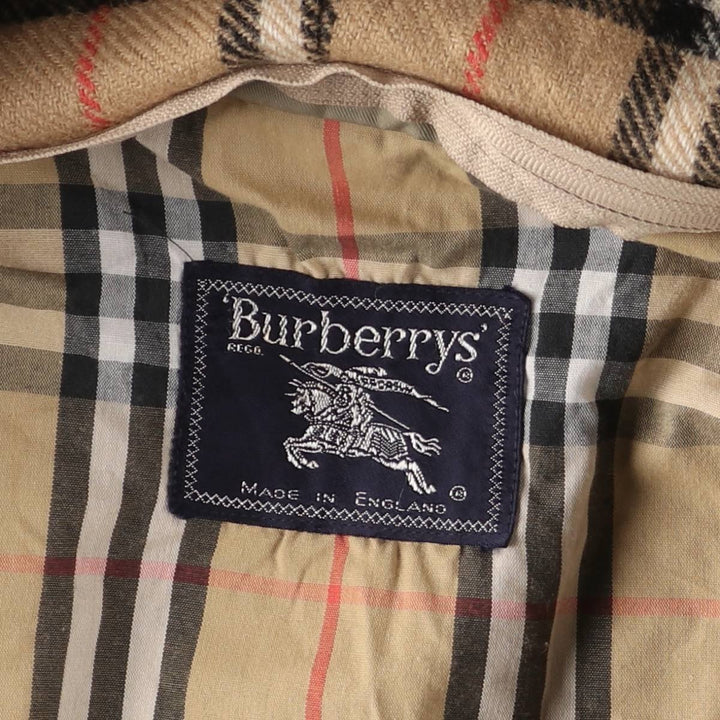 'Burberrys'
REGD.
®
®
MADE IN ENGLAND